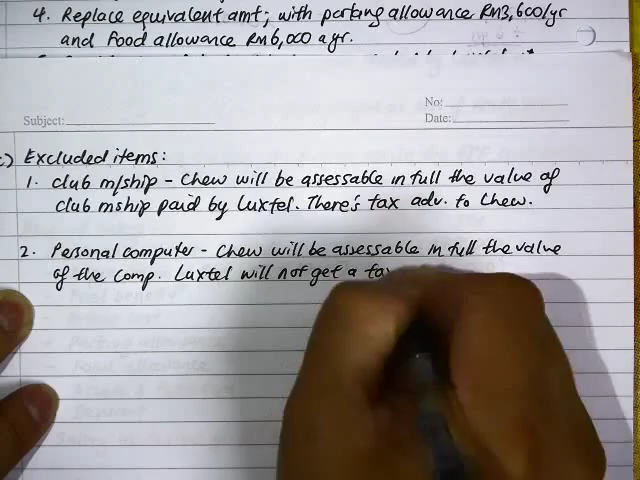 4. Replace equivalent amt; with parking allowance RM3,600/yr
and Food allowance RM6,000 a yr.
No:
Subject:
Date:
c) Excluded items:
1. club m/ship - Chew will be assessable in full the value of
club mship paid by Luxtel. There's tax adv. to Chew.
2. Personal computer - Chew will be assessable in full the value
of the comp. Luxtel will not get a tax